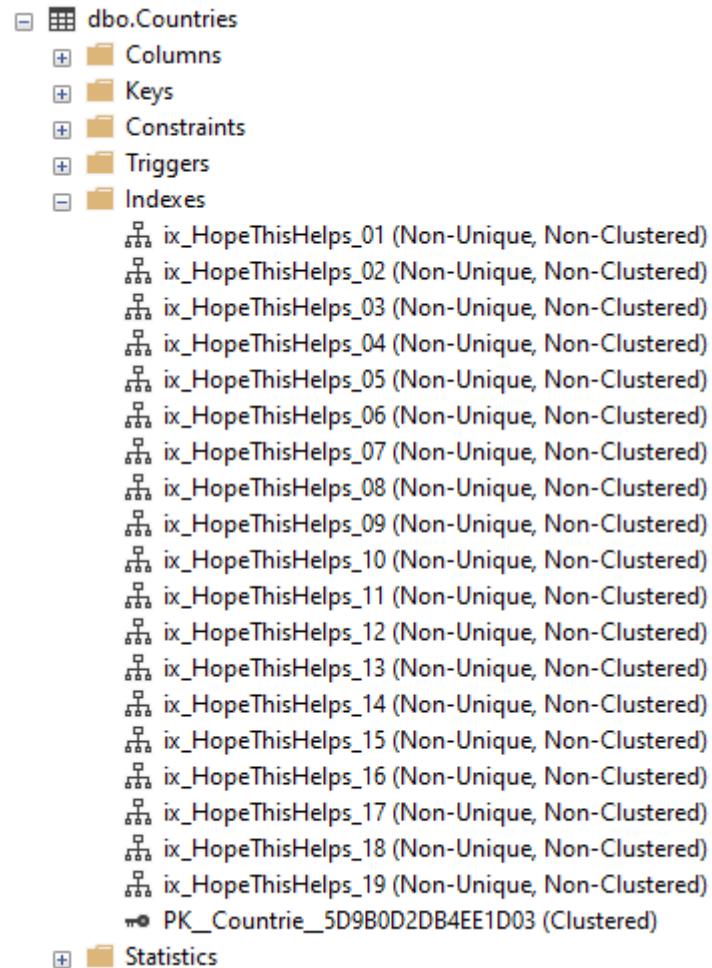 dbo.Countries
Columns
Keys
Constraints
Triggers
Indexes
ix_HopeThisHelps_01 (Non-Unique, Non-Clustered)
ix_HopeThisHelps_02 (Non-Unique, Non-Clustered)
ix_HopeThisHelps_03 (Non-Unique, Non-Clustered)
ix_HopeThisHelps_04 (Non-Unique, Non-Clustered)
ix_HopeThisHelps_05 (Non-Unique, Non-Clustered)
ix_HopeThisHelps_06 (Non-Unique, Non-Clustered)
ix_HopeThisHelps_07 (Non-Unique, Non-Clustered)
ix_HopeThisHelps_08 (Non-Unique, Non-Clustered)
ix_HopeThisHelps_09 (Non-Unique, Non-Clustered)
ix_HopeThisHelps_10 (Non-Unique, Non-Clustered)
ix_HopeThisHelps_11 (Non-Unique, Non-Clustered)
ix_HopeThisHelps_12 (Non-Unique, Non-Clustered)
ix_HopeThisHelps_13 (Non-Unique, Non-Clustered)
ix_HopeThisHelps_14 (Non-Unique, Non-Clustered)
ix_HopeThisHelps_15 (Non-Unique, Non-Clustered)
ix_HopeThisHelps_16 (Non-Unique, Non-Clustered)
ix_HopeThisHelps_17 (Non-Unique, Non-Clustered)
ix_HopeThisHelps_18 (Non-Unique, Non-Clustered)
ix_HopeThisHelps_19 (Non-Unique, Non-Clustered)
PK__Countrie__5D9B0D2DB4EE1D03 (Clustered)
Statistics